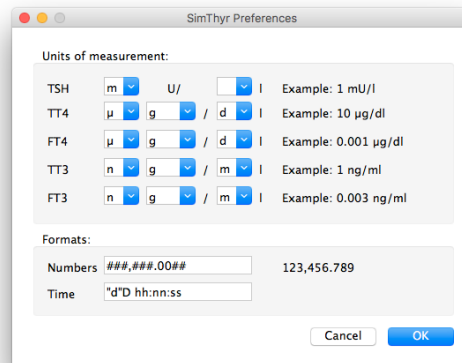 SimThyr Preferences
Units of measurement:
TSH m U/ l Example: 1 mU/l
TT4 µ g / d l Example: 10 µg/dl
FT4 µ g / d l Example: 0.001 µg/dl
TT3 n g / m l Example: 1 ng/ml
FT3 n g / m l Example: 0.003 ng/ml
Formats:
Numbers ###,###.00## 123,456.789
Time "d"D hh:nn:ss
Cancel OK